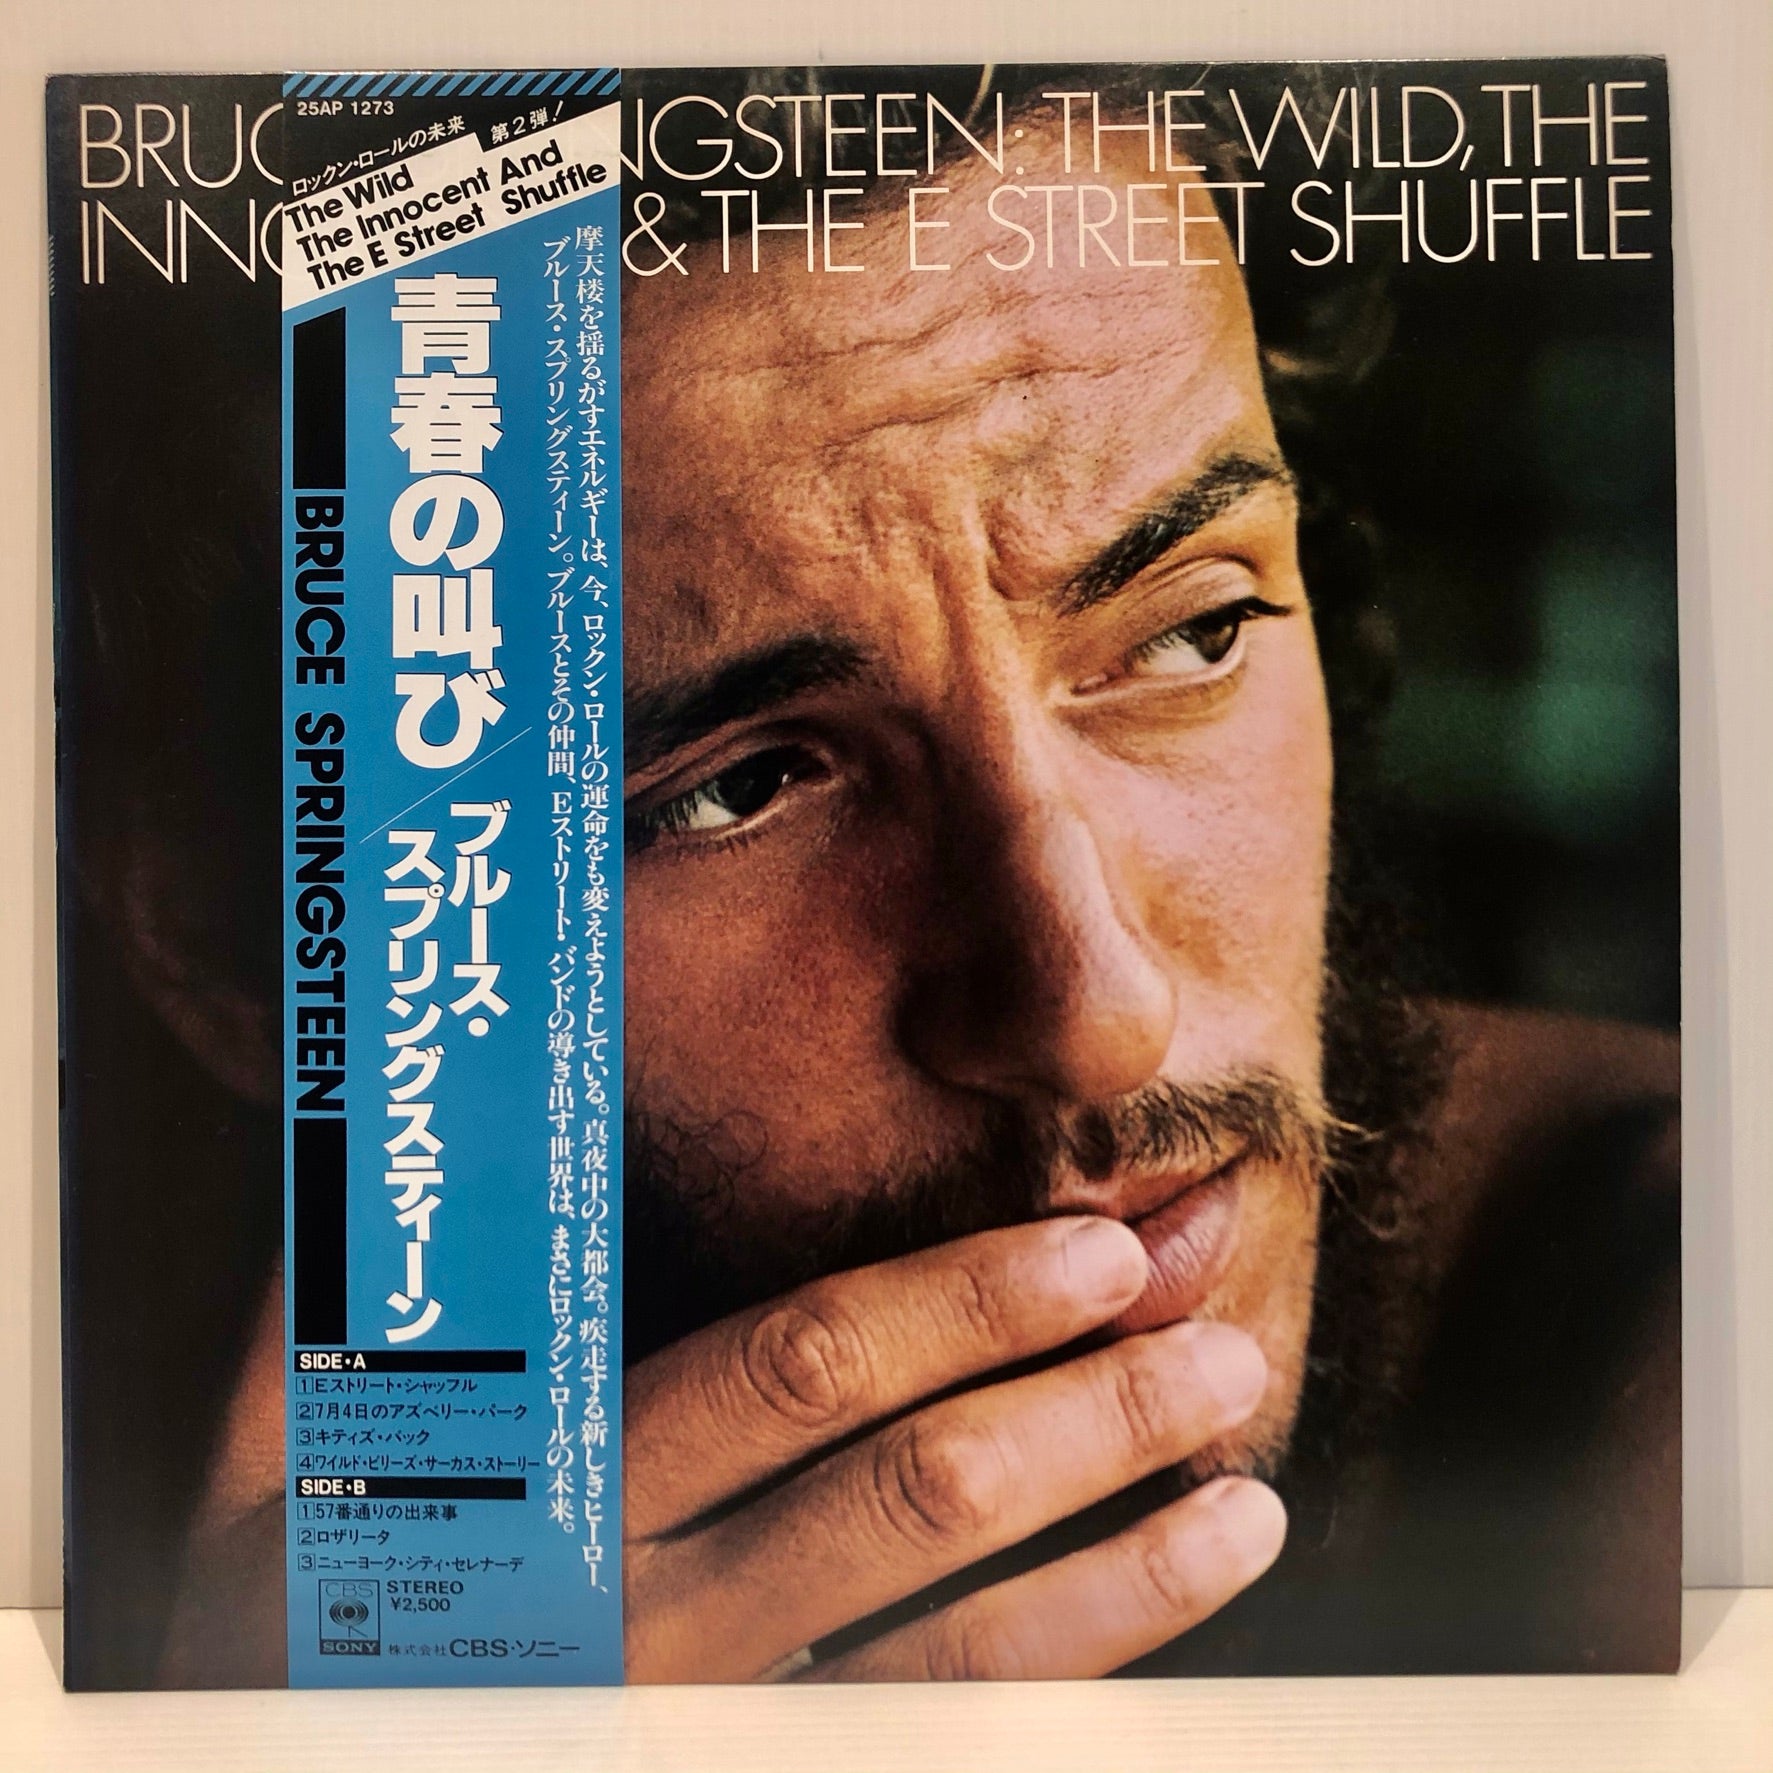 BRUC NGSTEEN: THE WILD, THE
INNO & THE E STREET SHUFFLE
25AP 1273
ロックン・ロールの未来 第2弾!
The Wild
The Innocent And
The E Street Shuffle
摩天楼を揺るがすエネルギーは、今、ロックン・ロールの運命をも変えようとしている。真夜中の大都会。疾走する新しきヒーロー、
ブルース・スプリングスティーン。ブルースとその仲間、Eストリート・バンドの導き出す世界は、まさにロックン・ロールの未来。
青春の叫び/ブルース・
スプリングスティーン
BRUCE SPRINGSTEEN
SIDE・A
1Eストリート・シャッフル
27月4日のアズベリー・パーク
3キティズ・バック
4ワイルド・ビリーズ・サーカス・ストーリー
SIDE・B
157番通りの出来事
2ロザリータ
3ニューヨーク・シティ・セレナーデ
CBS
SONY
STEREO
¥2,500
株式会社CBS・ソニー